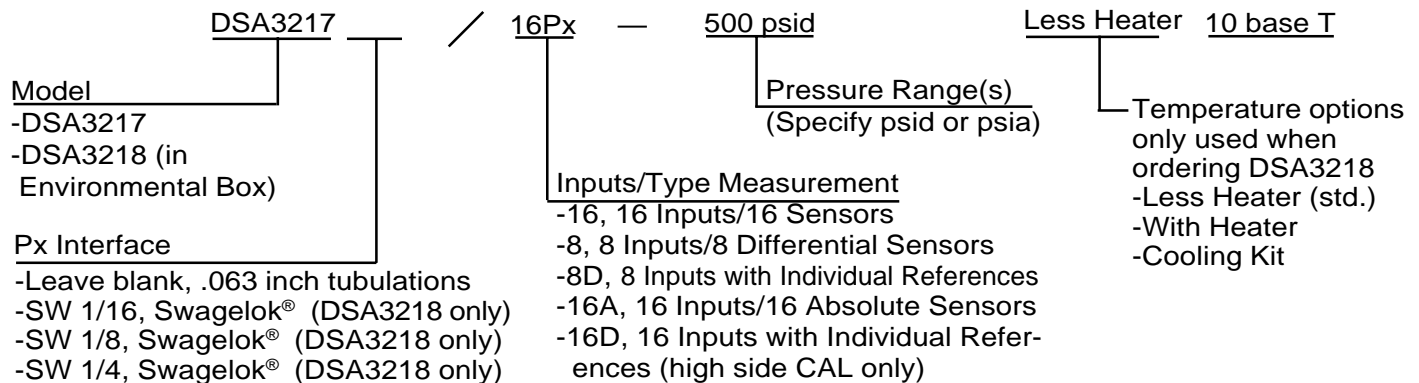 DSA3217 / 16Px — 500 psid Less Heater 10 base T
Model
-DSA3217
-DSA3218 (in
Environmental Box)
Px Interface
-Leave blank, .063 inch tubulations
-SW 1/16, Swagelok® (DSA3218 only)
-SW 1/8, Swagelok® (DSA3218 only)
-SW 1/4, Swagelok® (DSA3218 only)
Inputs/Type Measurement
-16, 16 Inputs/16 Sensors
-8, 8 Inputs/8 Differential Sensors
-8D, 8 Inputs with Individual References
-16A, 16 Inputs/16 Absolute Sensors
-16D, 16 Inputs with Individual Refer-
ences (high side CAL only)
Pressure Range(s)
(Specify psid or psia)
Temperature options
only used when
ordering DSA3218
-Less Heater (std.)
-With Heater
-Cooling Kit